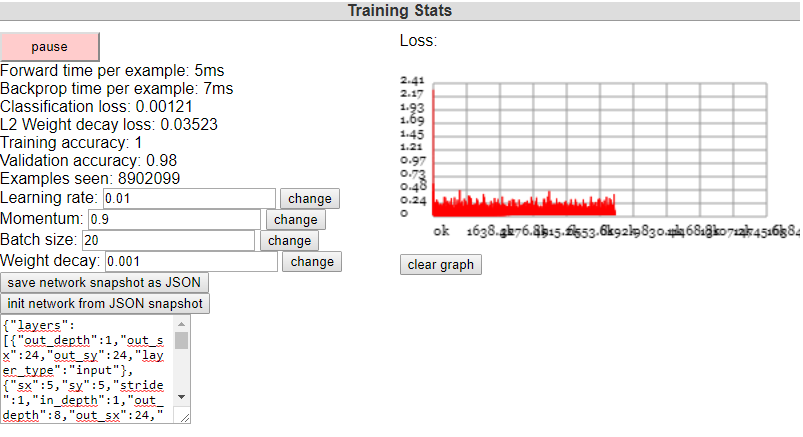 Training Stats
pause
Forward time per example: 5ms
Backprop time per example: 7ms
Classification loss: 0.00121
L2 Weight decay loss: 0.03523
Training accuracy: 1
Validation accuracy: 0.98
Examples seen: 8902099
Learning rate: 0.01 change
Momentum: 0.9 change
Batch size: 20 change
Weight decay: 0.001 change
save network snapshot as JSON
init network from JSON snapshot
{"layers":
[{"out_depth":1,"out_s
x":24,"out_sy":24,"lay
er_type":"input"},
{"sx":5,"sy":5,"stride
":1,"in_depth":1,"out_
depth":8,"out_sx":24,"
Loss:
2.41
2.17
1.93
1.69
1.45
1.21
0.97
0.73
0.48
0.24
0
0k
clear graph